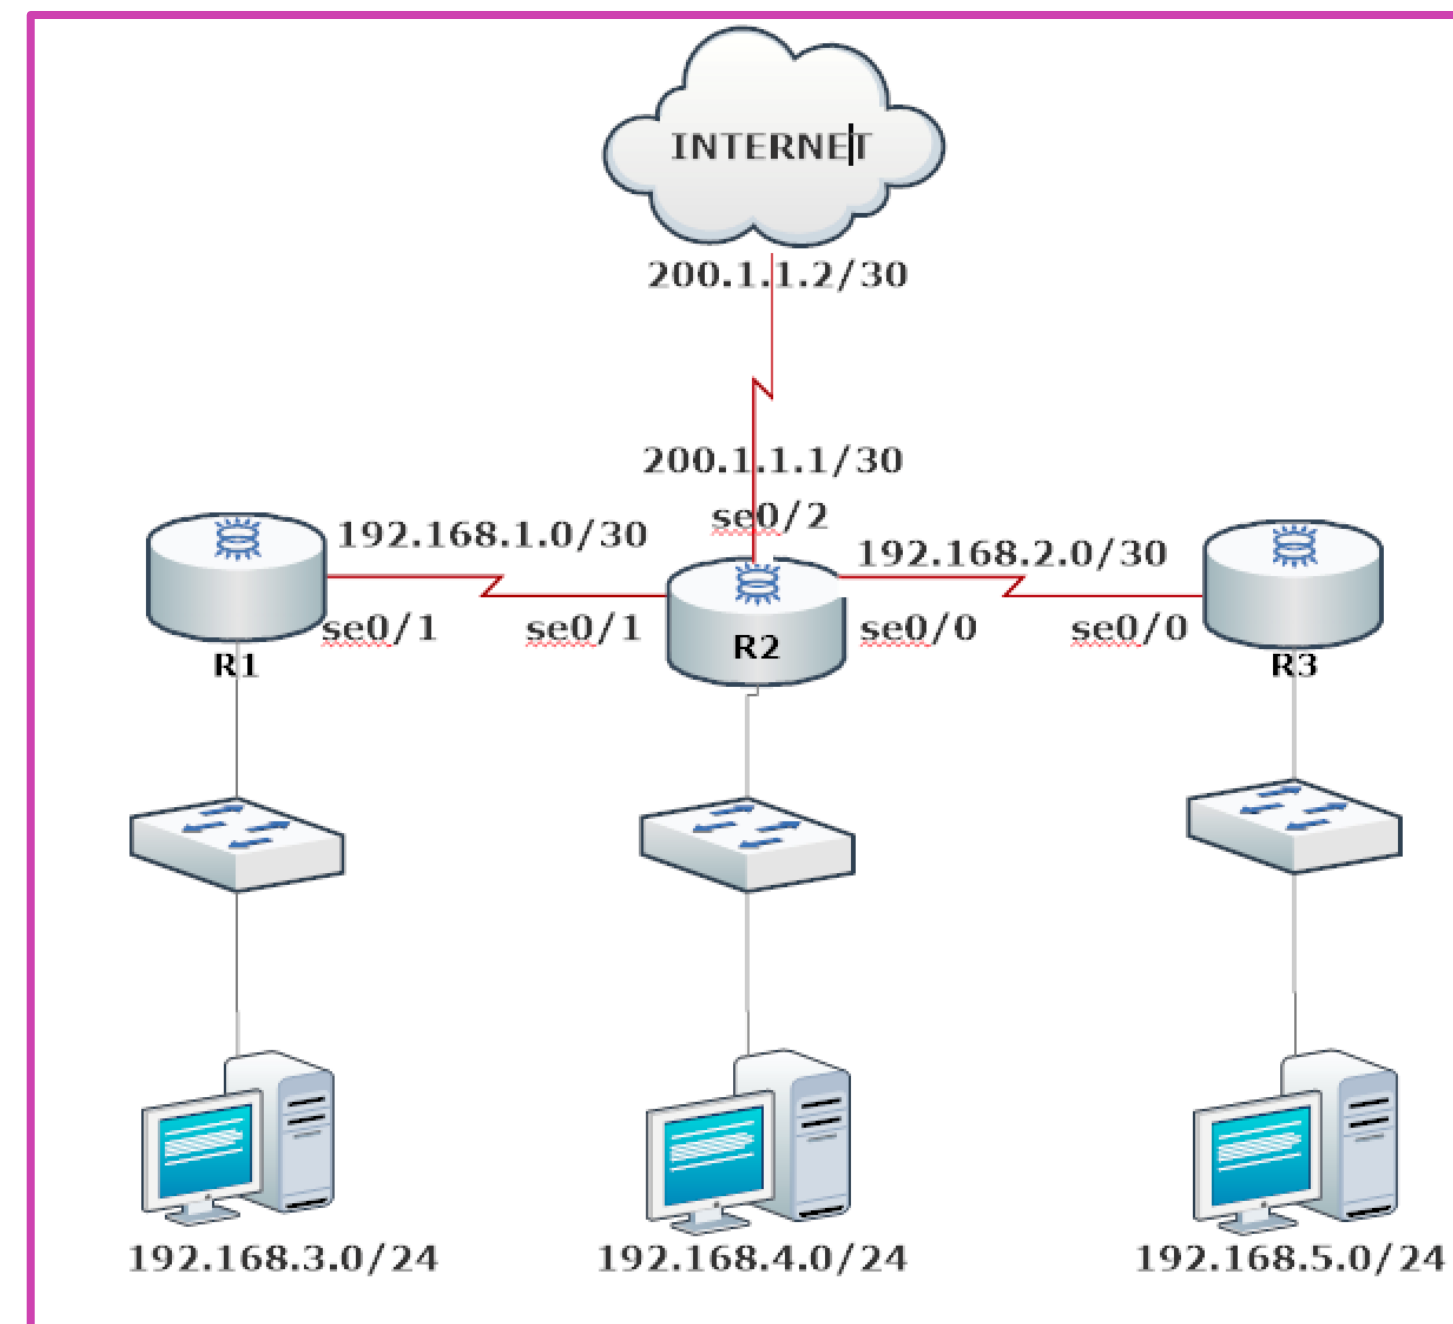 INTERNET
200.1.1.2/30
200.1.1.1/30
se0/2
192.168.1.0/30
192.168.2.0/30
se0/1
se0/1
se0/0
se0/0
R1
R2
R3
192.168.3.0/24
192.168.4.0/24
192.168.5.0/24